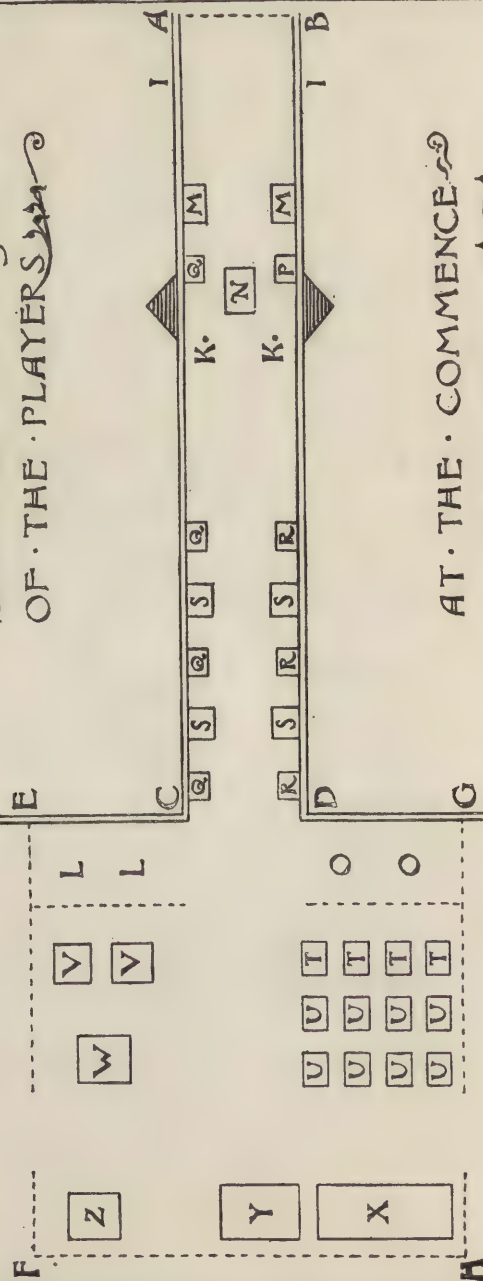 F E OF · THE · PLAYERS
V L
Z W
V L
C I A
Q S Q S Q K. Q M
N
Y R S R S R K. P M
U U T D I B
O
U U T
X U U T O
U U T AT · THE · COMMENCE
H G